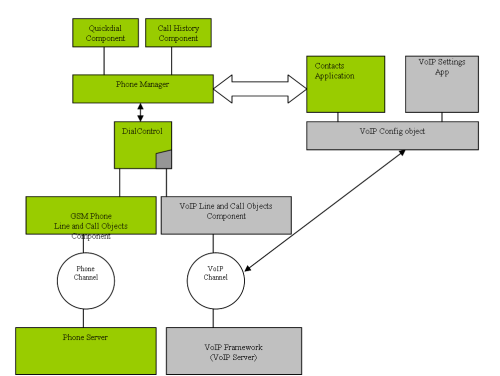 Quickdial
Component
Call History
Component
Phone Manager
Contacts
Application
VoIP Settings
App
DialControl
VoIP Config object
GSM Phone
Line and Call Objects
Component
VoIP Line and Call Objects
Component
Phone
Channel
VoIP
Channel
Phone Server
VoIP Framework
(VoIP Server)